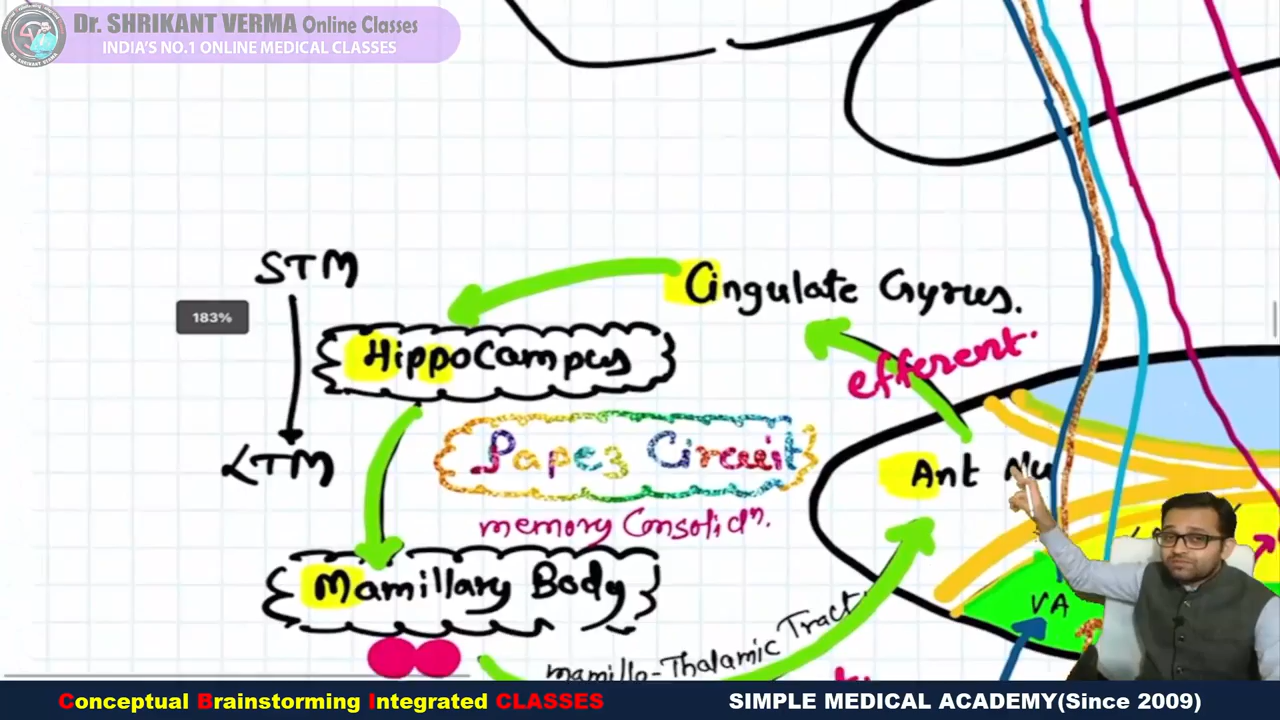 Dr. SHRIKANT VERMA Online Classes
INDIA'S NO.1 ONLINE MEDICAL CLASSES
STM
183%
Cingulate Gyrus.
HippoCampus
efferent.
Papez Circuit
LTM
Ant Nu
memory Consolidⁿ.
Mamillary Body
VA
mamillo-Thalamic Tract
Conceptual Brainstorming Integrated CLASSES
SIMPLE MEDICAL ACADEMY(Since 2009)